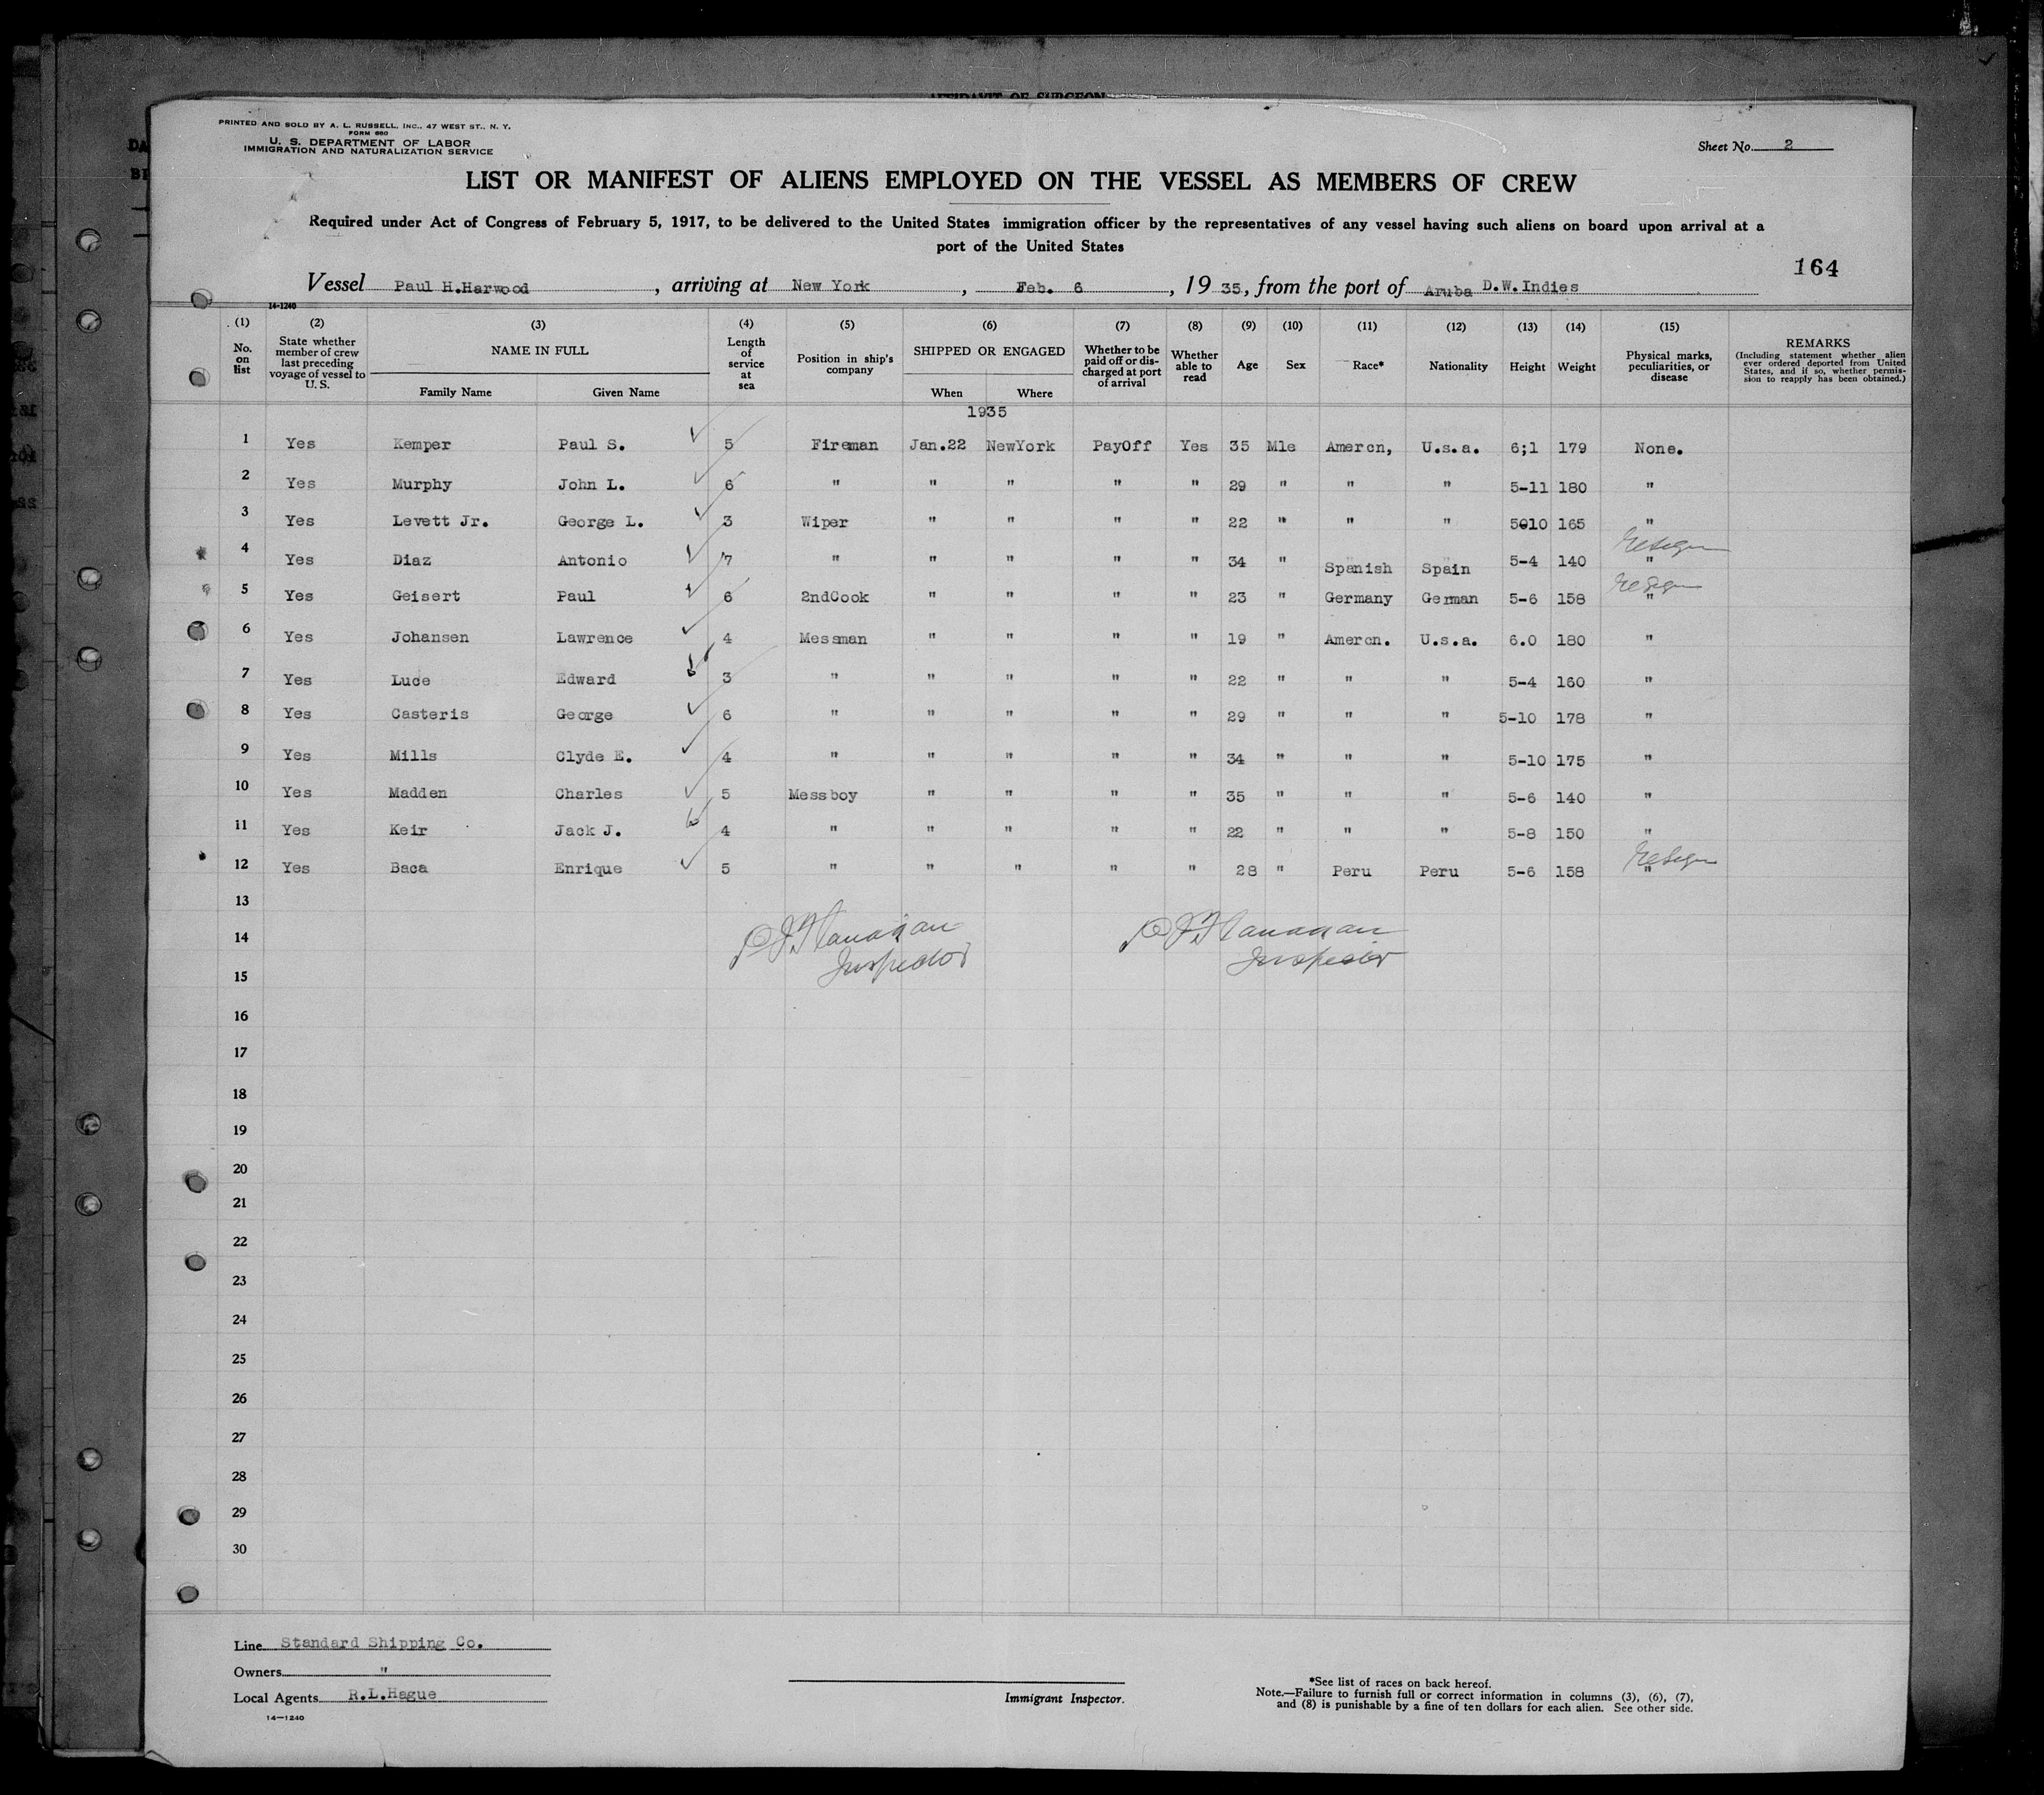 AFFIDAVIT OF SURGEON
PRINTED AND SOLD BY A. L. RUSSELL, INC., 47 WEST ST., N. Y.
FORM 660
U. S. DEPARTMENT OF LABOR
IMMIGRATION AND NATURALIZATION SERVICE
Sheet No. 2
LIST OR MANIFEST OF ALIENS EMPLOYED ON THE VESSEL AS MEMBERS OF CREW
Required under Act of Congress of February 5, 1917, to be delivered to the United States immigration officer by the representatives of any vessel having such aliens on board upon arrival at a
port of the United States
164
Vessel Paul H.Harwood, arriving at New York, Feb. 6, 1935, from the port of Aruba D.W.Indies
14-1240
(1) (2) (3) (4) (5) (6) (7) (8) (9) (10) (11) (12) (13) (14) (15)
No. on list
State whether member of crew last preceding voyage of vessel to U. S.
NAME IN FULL
Family Name Given Name
Length of service at sea
Position in ship's company
SHIPPED OR ENGAGED
When Where
Whether to be paid off or discharged at port of arrival
Whether able to read
Age Sex Race* Nationality Height Weight
Physical marks, peculiarities, or disease
REMARKS
(Including statement whether alien ever ordered deported from United States, and if so, whether permission to reapply has been obtained.)
1935
1 Yes Kemper Paul S. 5 Fireman Jan.22 NewYork PayOff Yes 35 Mle Amercn, U.s.a. 6;1 179 None.
2 Yes Murphy John L. 6 " " " " " 29 " " " 5-11 180 "
3 Yes Levett Jr. George L. 3 Wiper " " " " 22 " " " 5010 165 "
4 Yes Diaz Antonio 7 " " " " " 34 " Spanish Spain 5-4 140 "
5 Yes Geisert Paul 6 2ndCook " " " " 23 " Germany German 5-6 158 "
6 Yes Johansen Lawrence 4 Messman " " " " 19 " Amercn. U.s.a. 6.0 180 "
7 Yes Luce Edward 3 " " " " " 22 " " " 5-4 160 "
8 Yes Casteris George 6 " " " " " 29 " " " 5-10 178 "
9 Yes Mills Clyde E. 4 " " " " " 34 " " " 5-10 175 "
10 Yes Madden Charles 5 Messboy " " " " 35 " " " 5-6 140 "
11 Yes Keir Jack J. 4 " " " " " 22 " " " 5-8 150 "
12 Yes Baca Enrique 5 " " " " " 28 " Peru Peru 5-6 158 "
13
14
Flanagan Flanagan
Inspector Inspector
15
16
17
18
19
20
21
22
23
24
25
26
27
28
29
30
Line Standard Shipping Co.
Owners "
Local Agents R.L.Hague
14-1240
Immigrant Inspector.
*See list of races on back hereof.
Note.—Failure to furnish full or correct information in columns (3), (6), (7),
and (8) is punishable by a fine of ten dollars for each alien. See other side.